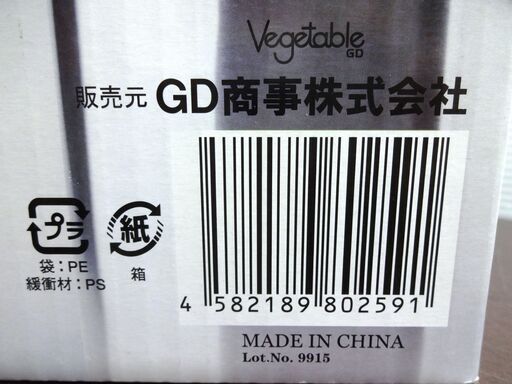 Vegetable
GD
販売元 GD商事株式会社
プラ
紙
袋：PE
緩衝材：PS
箱
4 582189 802591
MADE IN CHINA
Lot.No. 9915